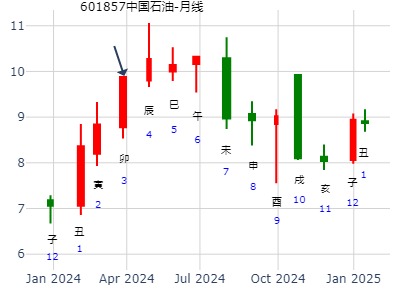 601857中国石油-月线
11
10
9
8
7
6
子
12
丑
1
寅
2
卯
3
辰
4
巳
5
午
6
未
7
申
8
酉
9
戌
10
亥
11
子
12
丑
1
Jan 2024
Apr 2024
Jul 2024
Oct 2024
Jan 2025